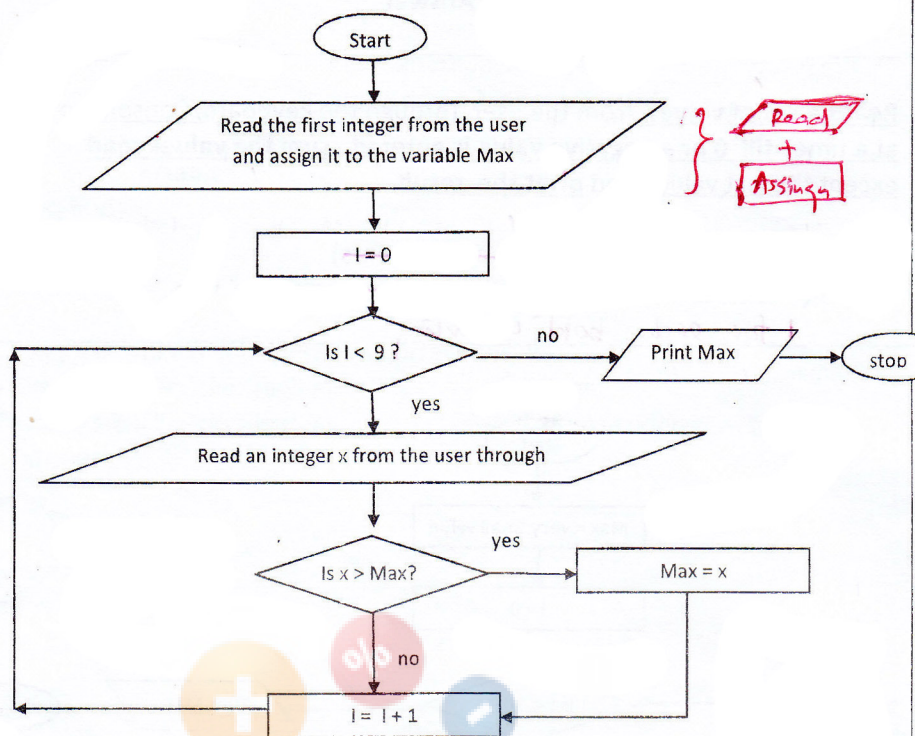 Start
Read the first integer from the user
and assign it to the variable Max
Read
+
Assingn
I = 0
Is I < 9 ?
no
Print Max
stop
yes
Read an integer x from the user through
Is x > Max?
yes
Max = x
no
I = I + 1